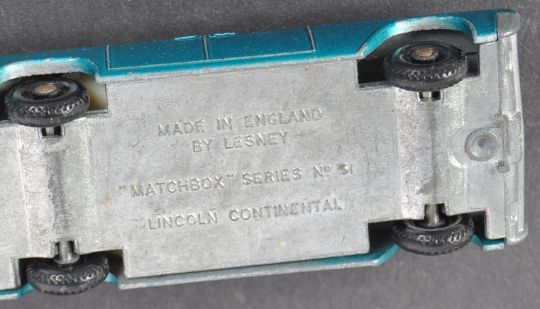 MADE IN ENGLAND
BY LESNEY
"MATCHBOX" SERIES Nº 31
LINCOLN CONTINENTAL